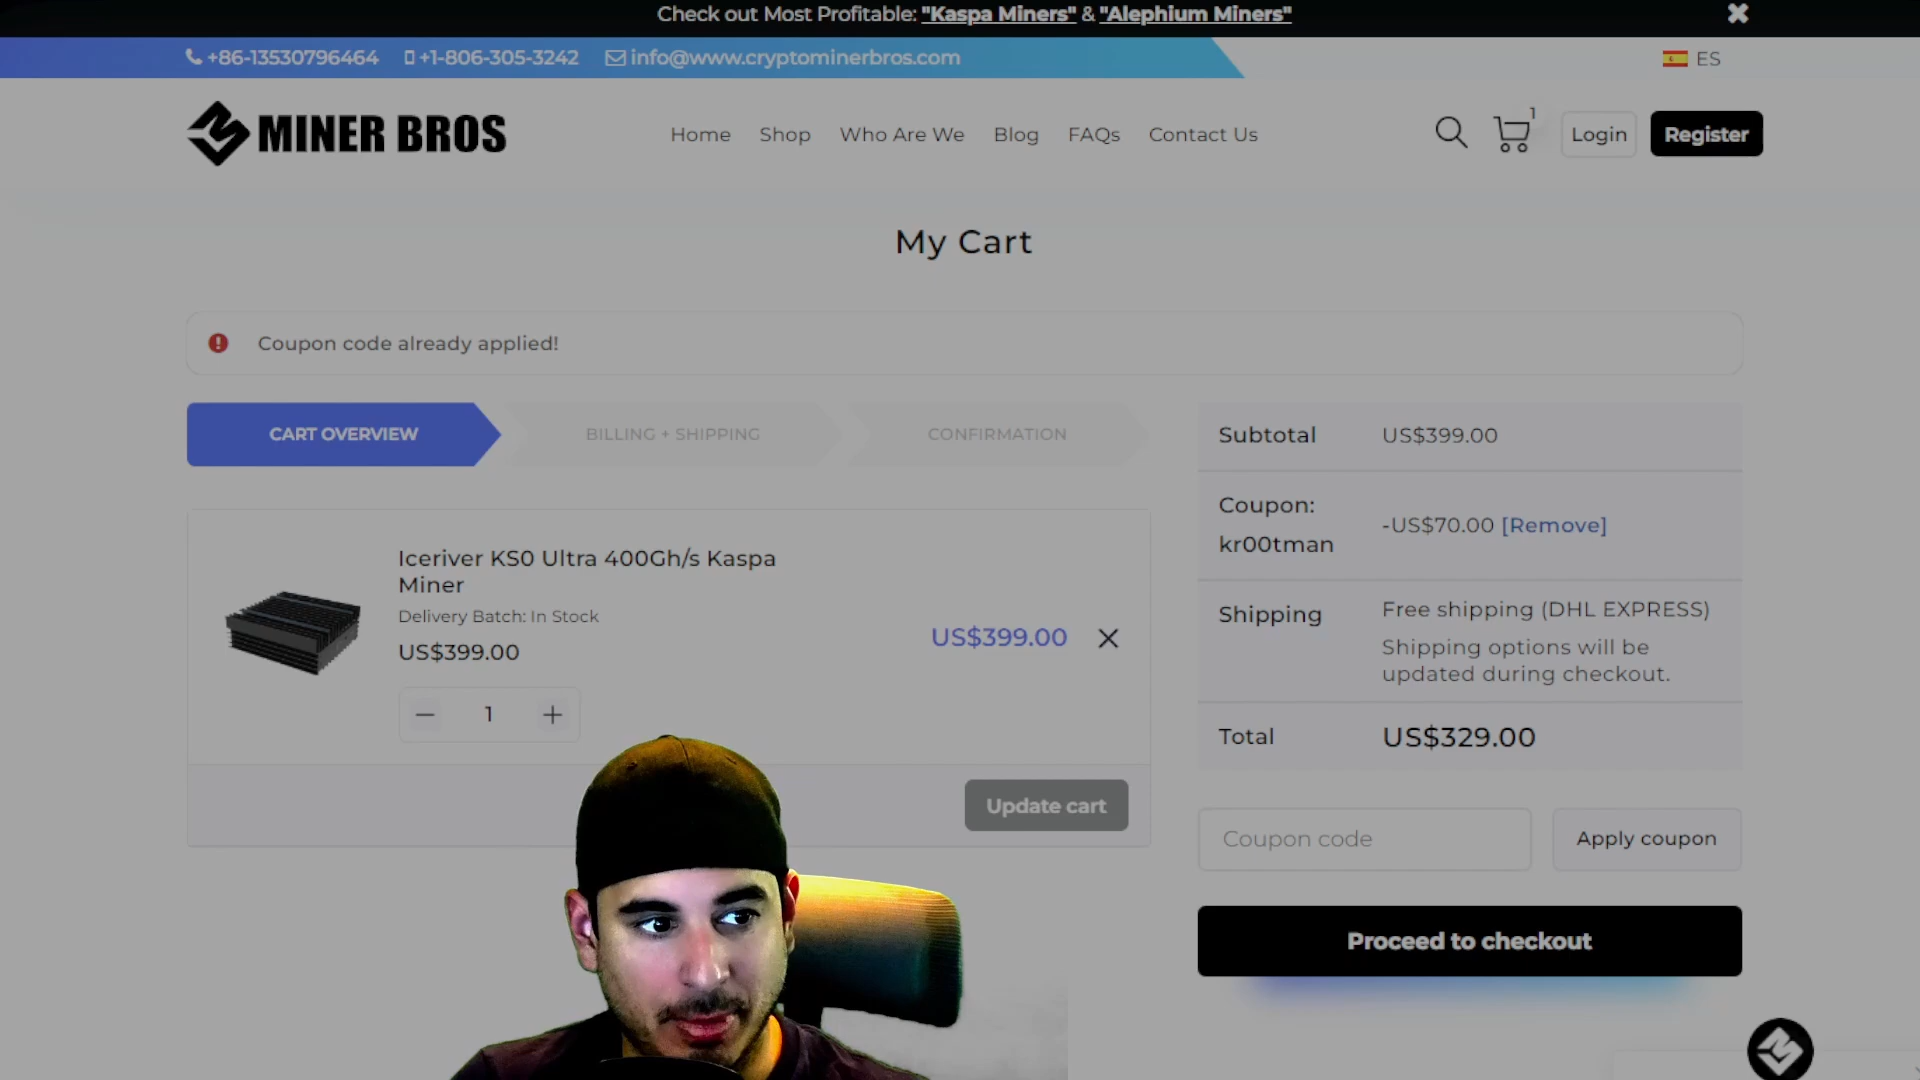 Check out Most Profitable: "Kaspa Miners" & "Alephium Miners"
+86-13530796464 +1-806-305-3242 info@www.cryptominerbros.com
ES
MINER BROS
Home Shop Who Are We Blog FAQs Contact Us
1
Login Register
My Cart
Coupon code already applied!
CART OVERVIEW BILLING + SHIPPING CONFIRMATION
Iceriver KS0 Ultra 400Gh/s Kaspa
Miner
Delivery Batch: In Stock
US$399.00
US$399.00
1
Update cart
Subtotal US$399.00
Coupon:
kr00tman
-US$70.00 [Remove]
Shipping
Free shipping (DHL EXPRESS)
Shipping options will be
updated during checkout.
Total US$329.00
Coupon code
Apply coupon
Proceed to checkout